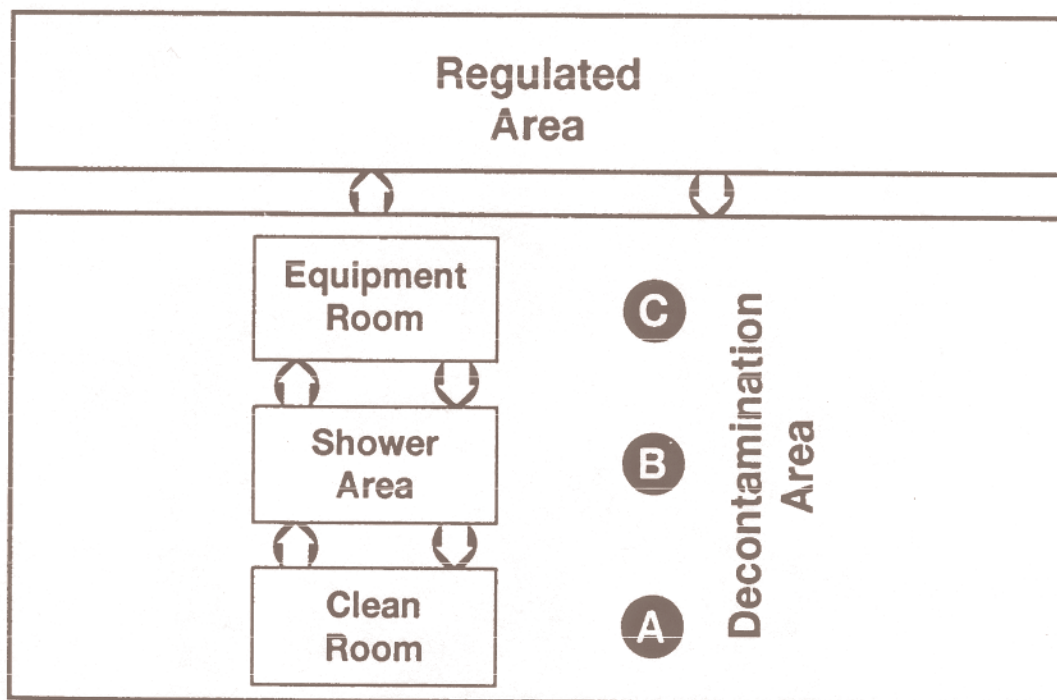 Regulated
Area
Equipment
Room
C
Shower
Area
B
Clean
Room
A
Decontamination
Area